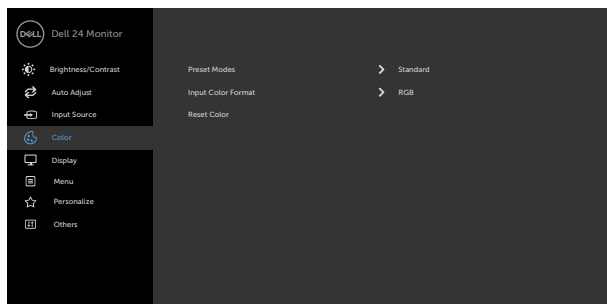 DELL Dell 24 Monitor
Brightness/Contrast Preset Modes Standard
Auto Adjust Input Color Format RGB
Input Source Reset Color
Color
Display
Menu
Personalize
Others